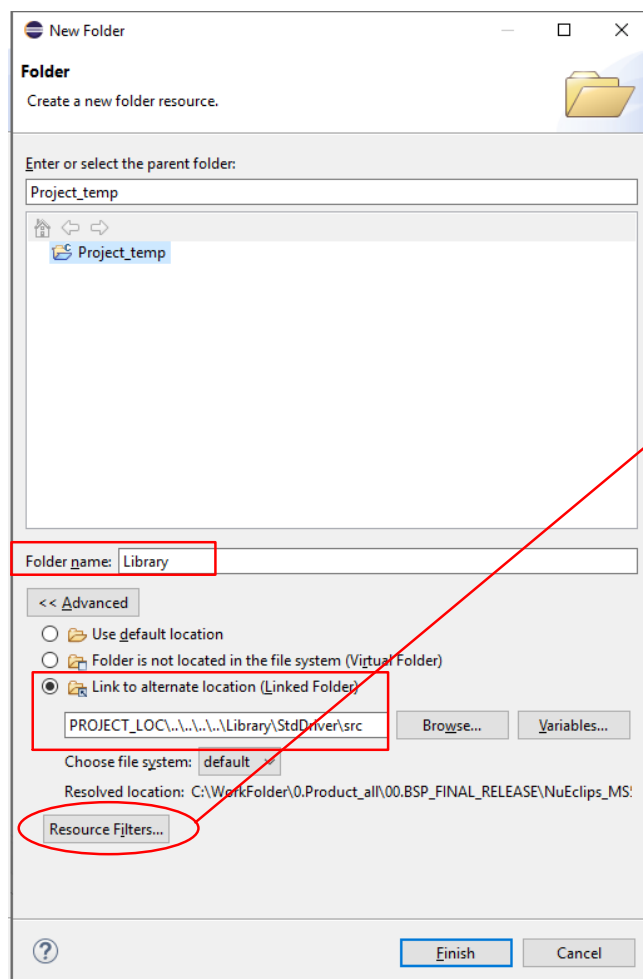 New Folder
Folder
Create a new folder resource.
Enter or select the parent folder:
Project_temp
Project_temp
Folder name: Library
<< Advanced
Use default location
Folder is not located in the file system (Virtual Folder)
Link to alternate location (Linked Folder)
PROJECT_LOC\..\..\..\..\Library\StdDriver\src Browse... Variables...
Choose file system: default
Resolved location: C:\WorkFolder\0.Product_all\00.BSP_FINAL_RELEASE\NuEclips_MS
Resource Filters...
? Finish Cancel